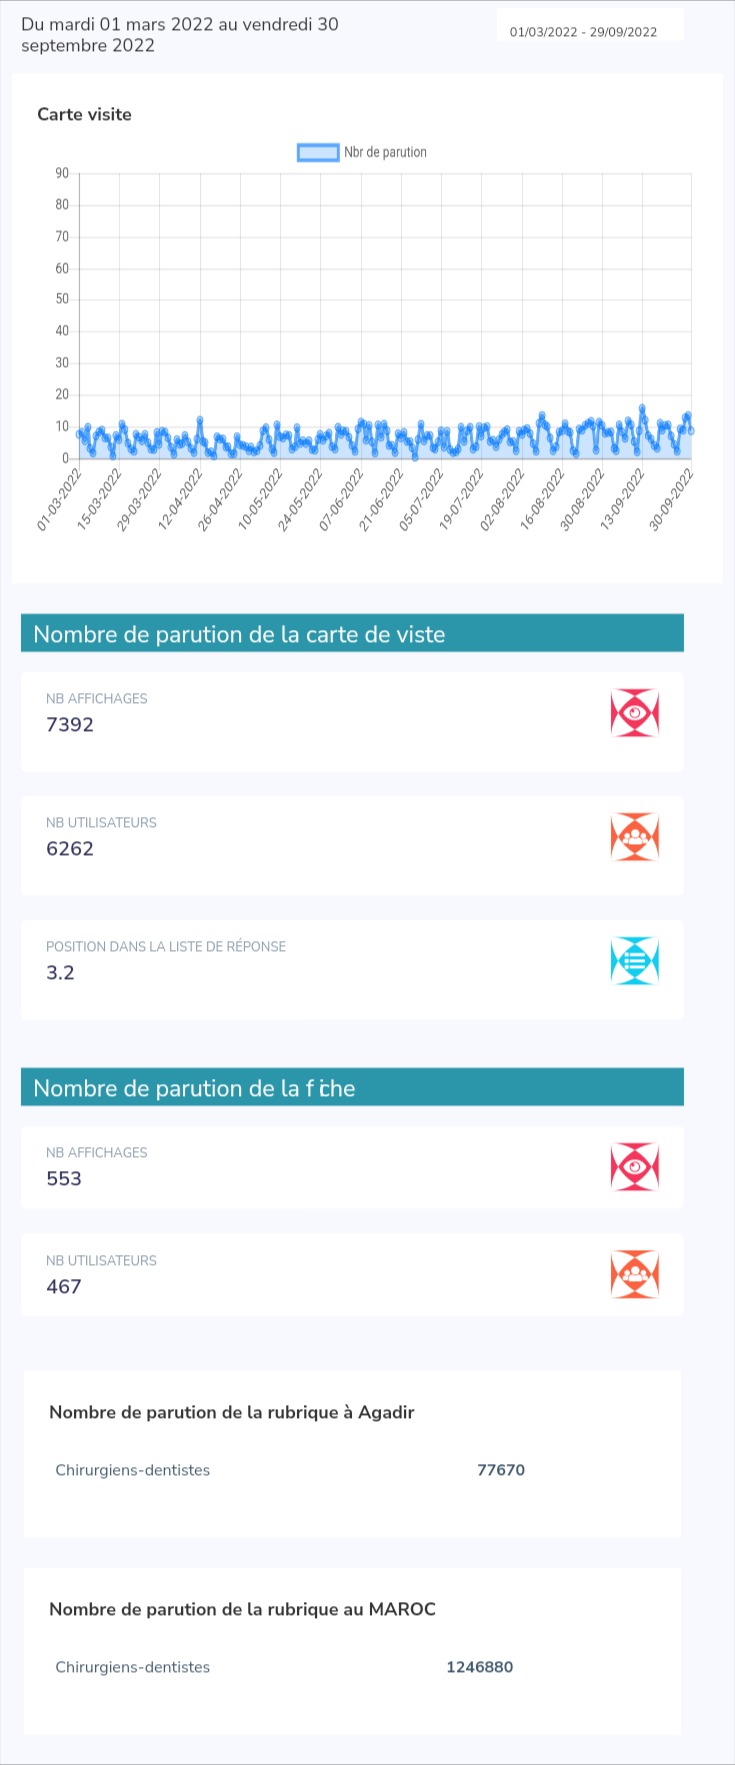 Du mardi 01 mars 2022 au vendredi 30
septembre 2022
01/03/2022 - 29/09/2022
Carte visite
Nbr de parution
90
80
70
60
50
40
30
20
10
0
01-03-2022
15-03-2022
29-03-2022
12-04-2022
26-04-2022
10-05-2022
24-05-2022
07-06-2022
21-06-2022
05-07-2022
19-07-2022
02-08-2022
16-08-2022
30-08-2022
13-09-2022
30-09-2022
Nombre de parution de la carte de viste
NB AFFICHAGES
7392
NB UTILISATEURS
6262
POSITION DANS LA LISTE DE RÉPONSE
3.2
Nombre de parution de la fiche
NB AFFICHAGES
553
NB UTILISATEURS
467
Nombre de parution de la rubrique à Agadir
Chirurgiens-dentistes 77670
Nombre de parution de la rubrique au MAROC
Chirurgiens-dentistes 1246880